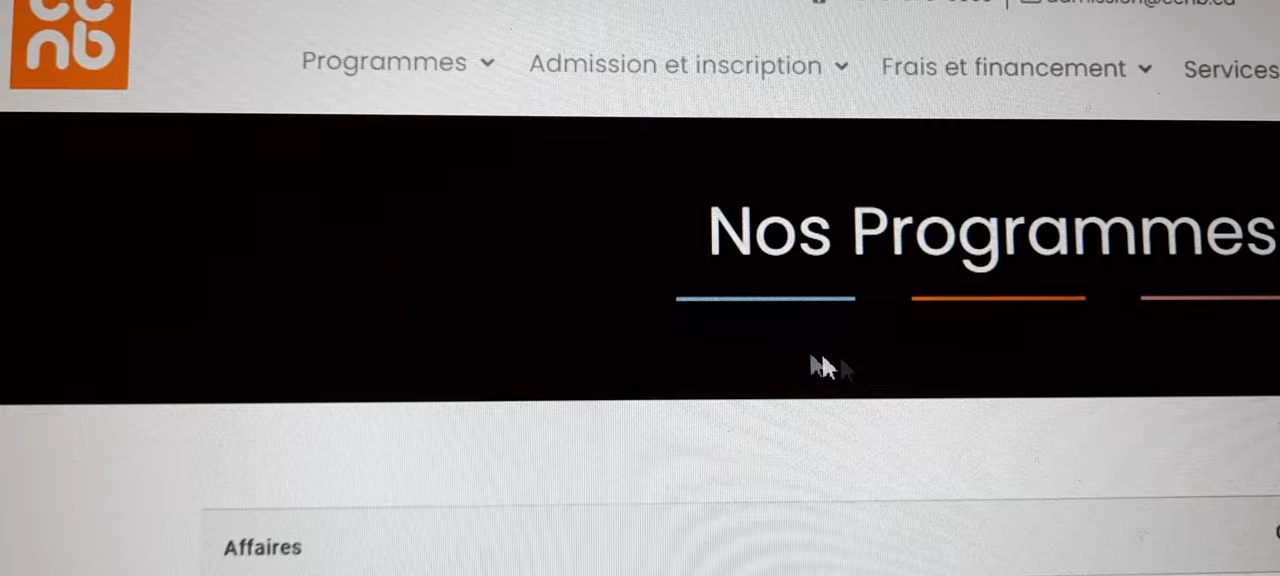 ccnb
Programmes Admission et inscription Frais et financement Services
Nos Programmes
Affaires